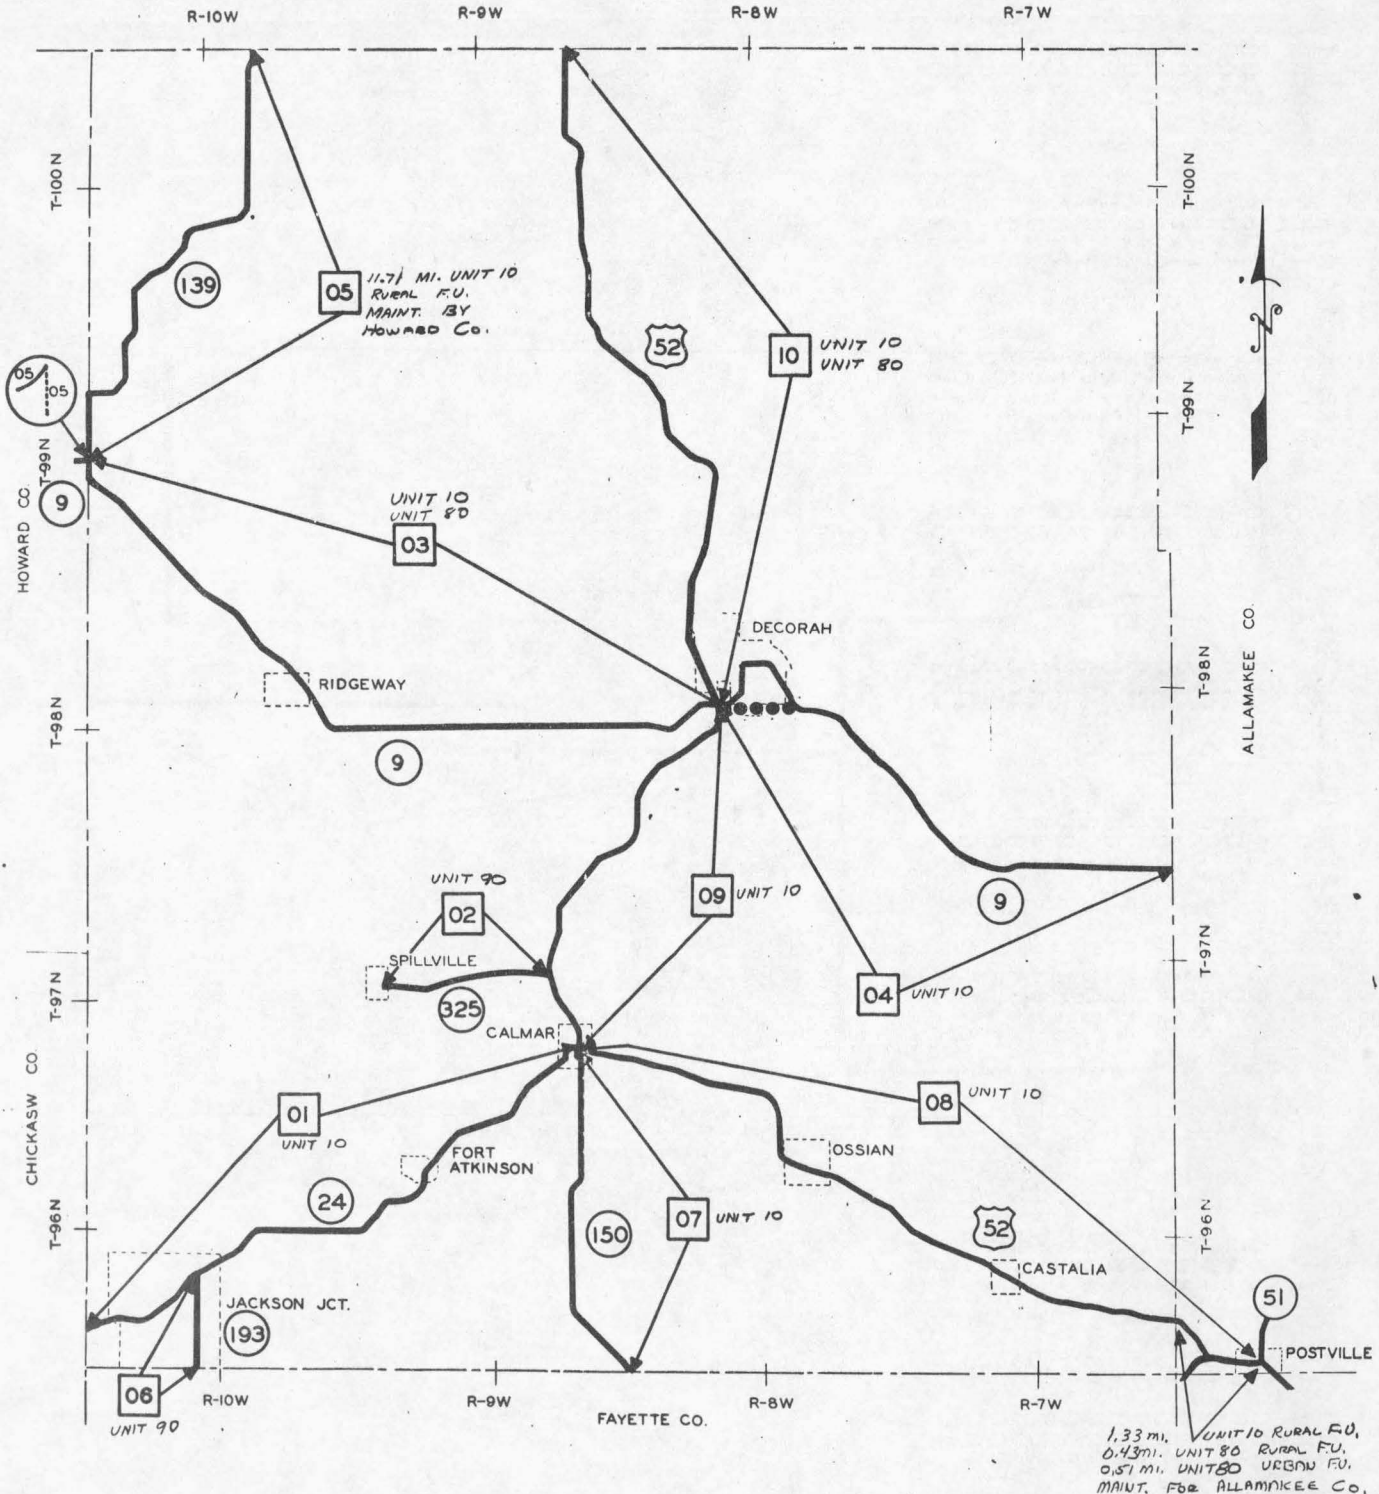 R-10W R-9W R-8W R-7W
T-100N
T-100N
139
05
11.71 MI. UNIT 10
RURAL F.U.
MAINT. BY
HOWARD CO.
52
10
UNIT 10
UNIT 80
N
05
05
T-99N
T-99N
9
HOWARD CO.
UNIT 10
UNIT 80
03
DECORAH
ALLAMAKEE CO.
RIDGEWAY
T-98N
T-98N
9
UNIT 90
02
09
UNIT 10
9
SPILLVILLE
325
04
UNIT 10
T-97N
T-97N
CALMAR
CHICKASW CO.
01
UNIT 10
08
UNIT 10
FORT
ATKINSON
OSSIAN
24
150
07
UNIT 10
52
T-96N
T-96N
CASTALIA
JACKSON JCT.
193
51
POSTVILLE
06
UNIT 90
R-10W R-9W R-8W R-7W
FAYETTE CO.
1.33 mi. UNIT 10 RURAL F.U.
0.43 mi. UNIT 80 RURAL F.U.
0.51 mi. UNIT 80 URBAN F.U.
MAINT. FOR ALLAMAKEE CO.